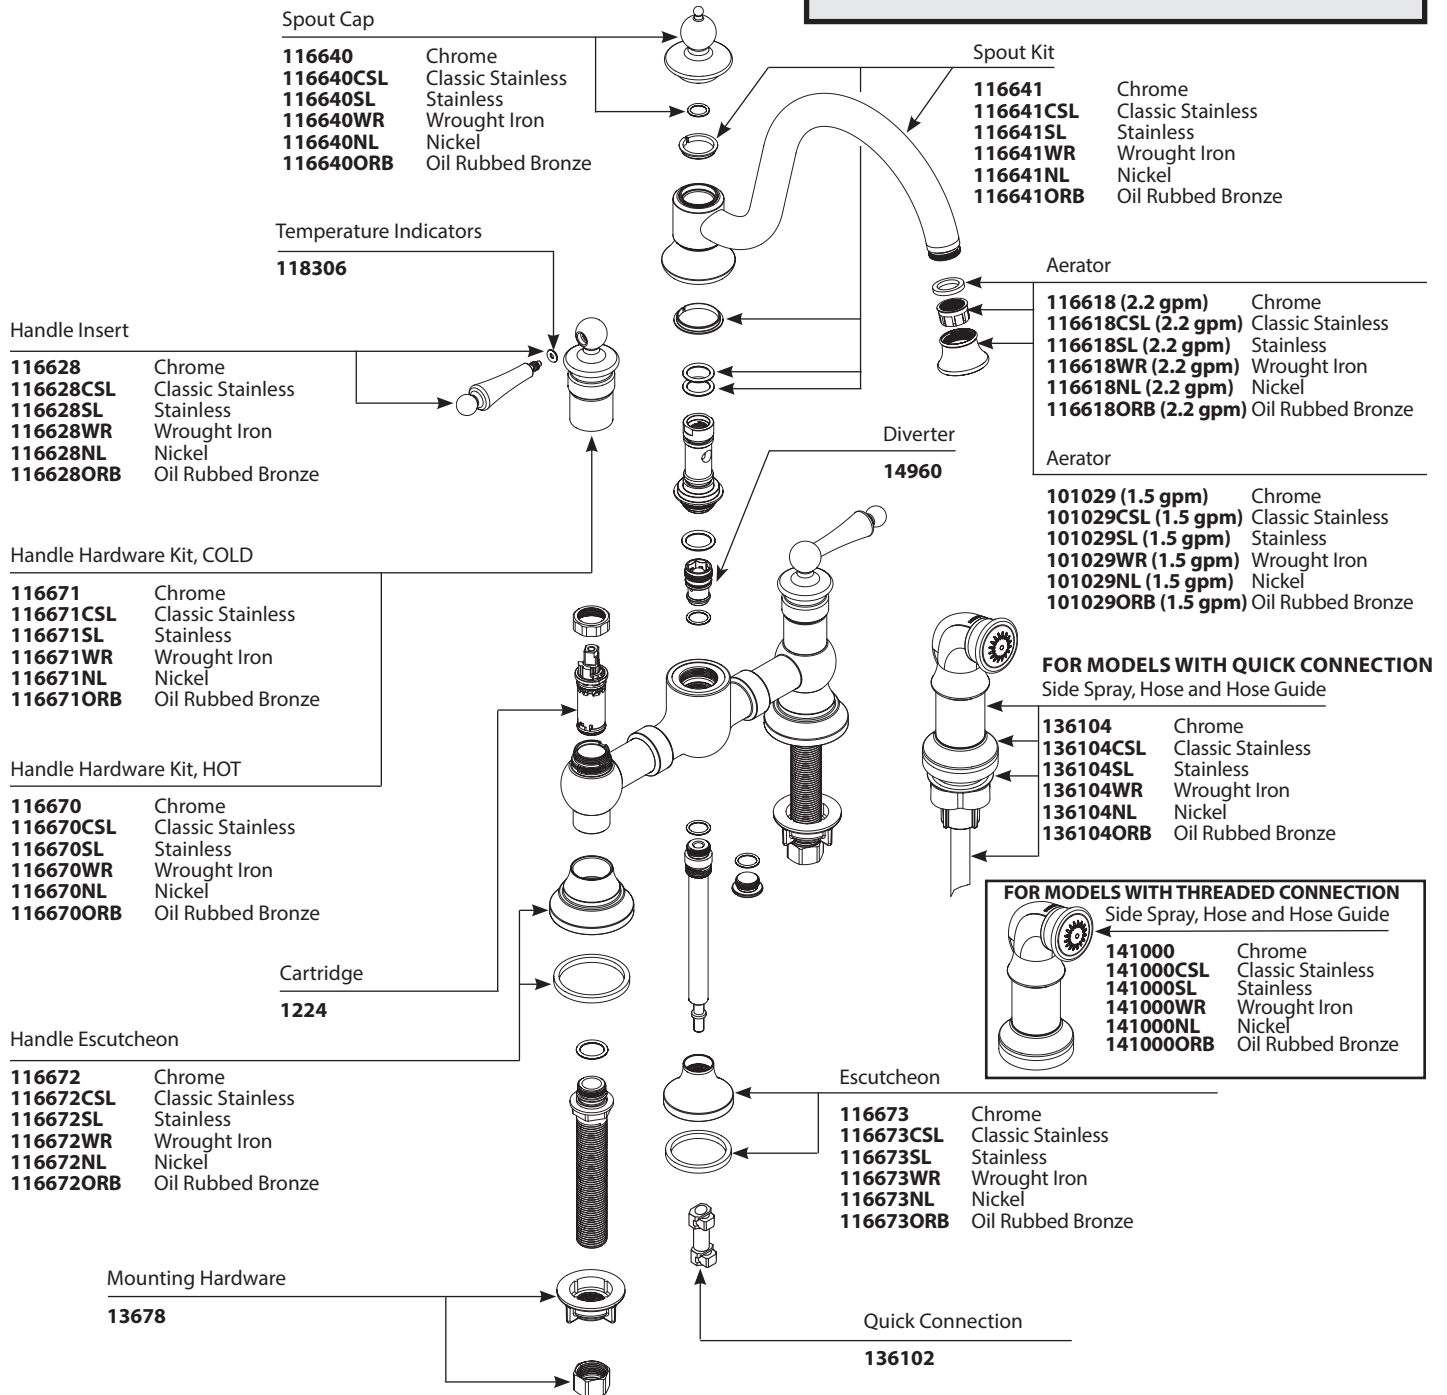 Spout Cap
116640 Chrome
116640CSL Classic Stainless
116640SL Stainless
116640WR Wrought Iron
116640NL Nickel
116640ORB Oil Rubbed Bronze
Spout Kit
116641 Chrome
116641CSL Classic Stainless
116641SL Stainless
116641WR Wrought Iron
116641NL Nickel
116641ORB Oil Rubbed Bronze
Temperature Indicators
118306
Handle Insert
116628 Chrome
116628CSL Classic Stainless
116628SL Stainless
116628WR Wrought Iron
116628NL Nickel
116628ORB Oil Rubbed Bronze
Aerator
116618 (2.2 gpm) Chrome
116618CSL (2.2 gpm) Classic Stainless
116618SL (2.2 gpm) Stainless
116618WR (2.2 gpm) Wrought Iron
116618NL (2.2 gpm) Nickel
116618ORB (2.2 gpm) Oil Rubbed Bronze
Diverter
14960
Aerator
101029 (1.5 gpm) Chrome
101029CSL (1.5 gpm) Classic Stainless
101029SL (1.5 gpm) Stainless
101029WR (1.5 gpm) Wrought Iron
101029NL (1.5 gpm) Nickel
101029ORB (1.5 gpm) Oil Rubbed Bronze
Handle Hardware Kit, COLD
116671 Chrome
116671CSL Classic Stainless
116671SL Stainless
116671WR Wrought Iron
116671NL Nickel
116671ORB Oil Rubbed Bronze
FOR MODELS WITH QUICK CONNECTION
Side Spray, Hose and Hose Guide
136104 Chrome
136104CSL Classic Stainless
136104SL Stainless
136104WR Wrought Iron
136104NL Nickel
136104ORB Oil Rubbed Bronze
Handle Hardware Kit, HOT
116670 Chrome
116670CSL Classic Stainless
116670SL Stainless
116670WR Wrought Iron
116670NL Nickel
116670ORB Oil Rubbed Bronze
FOR MODELS WITH THREADED CONNECTION
Side Spray, Hose and Hose Guide
141000 Chrome
141000CSL Classic Stainless
141000SL Stainless
141000WR Wrought Iron
141000NL Nickel
141000ORB Oil Rubbed Bronze
Cartridge
1224
Handle Escutcheon
116672 Chrome
116672CSL Classic Stainless
116672SL Stainless
116672WR Wrought Iron
116672NL Nickel
116672ORB Oil Rubbed Bronze
Escutcheon
116673 Chrome
116673CSL Classic Stainless
116673SL Stainless
116673WR Wrought Iron
116673NL Nickel
116673ORB Oil Rubbed Bronze
Mounting Hardware
13678
Quick Connection
136102